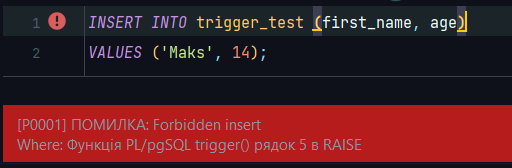 1 INSERT INTO trigger_test (first_name, age)
2 VALUES ('Maks', 14);
[P0001] ПОМИЛКА: Forbidden insert
Where: Функція PL/pgSQL trigger() рядок 5 в RAISE